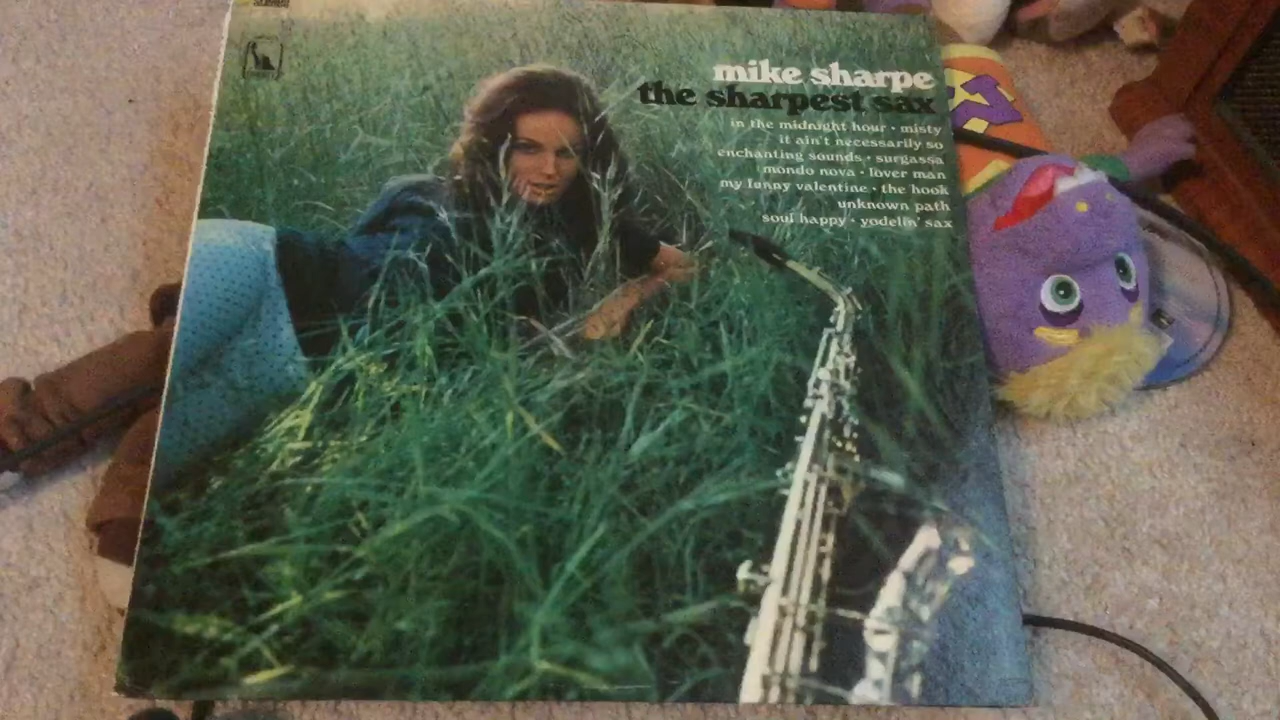 mike sharpe
the sharpest sax
in the midnight hour • misty
it ain't necessarily so
enchanting sounds • surgassa
mondo nova • lover man
my funny valentine • the hook
unknown path
soul happy • yodelin' sax